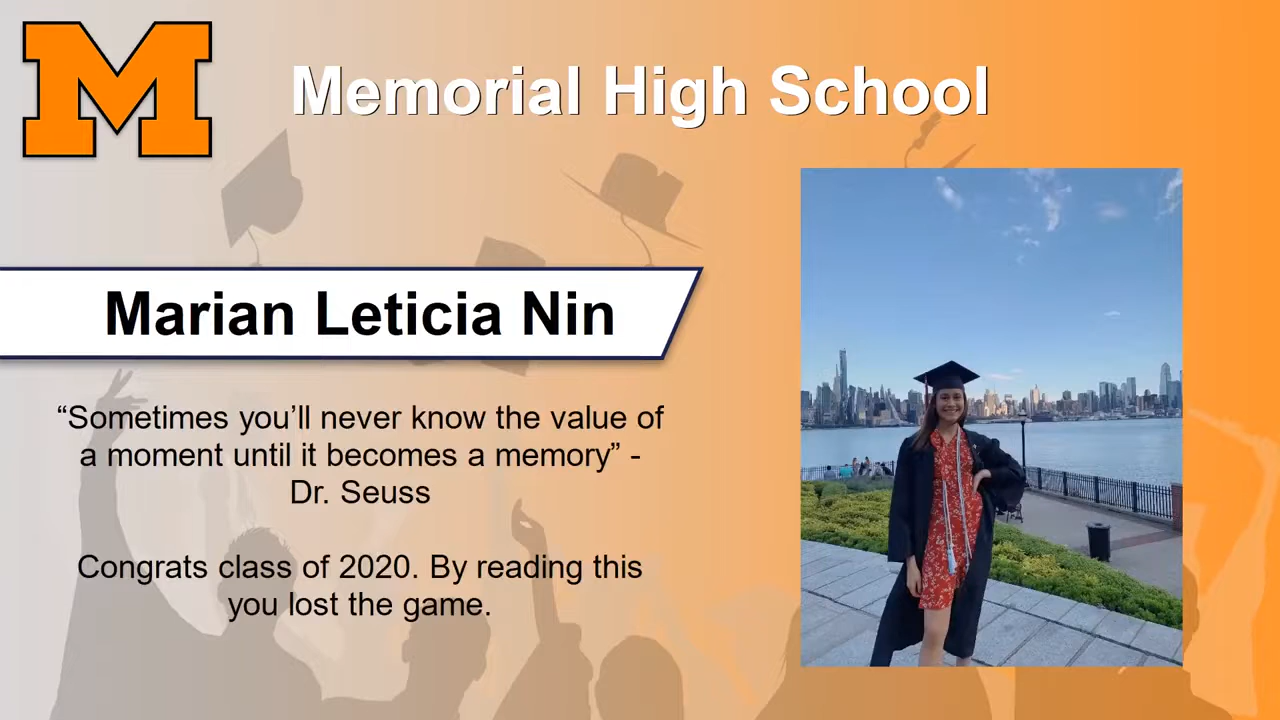 M
Memorial High School
Marian Leticia Nin
“Sometimes you’ll never know the value of
a moment until it becomes a memory” -
Dr. Seuss
Congrats class of 2020. By reading this
you lost the game.